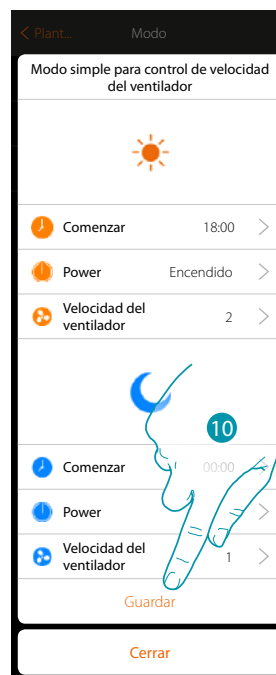 < Plant... Modo
Modo simple para control de velocidad
del ventilador
Comenzar 18:00
Power Encendido
Velocidad del
ventilador 2
10
Comenzar 00:00
Power
Velocidad del
ventilador 1
Guardar
Cerrar